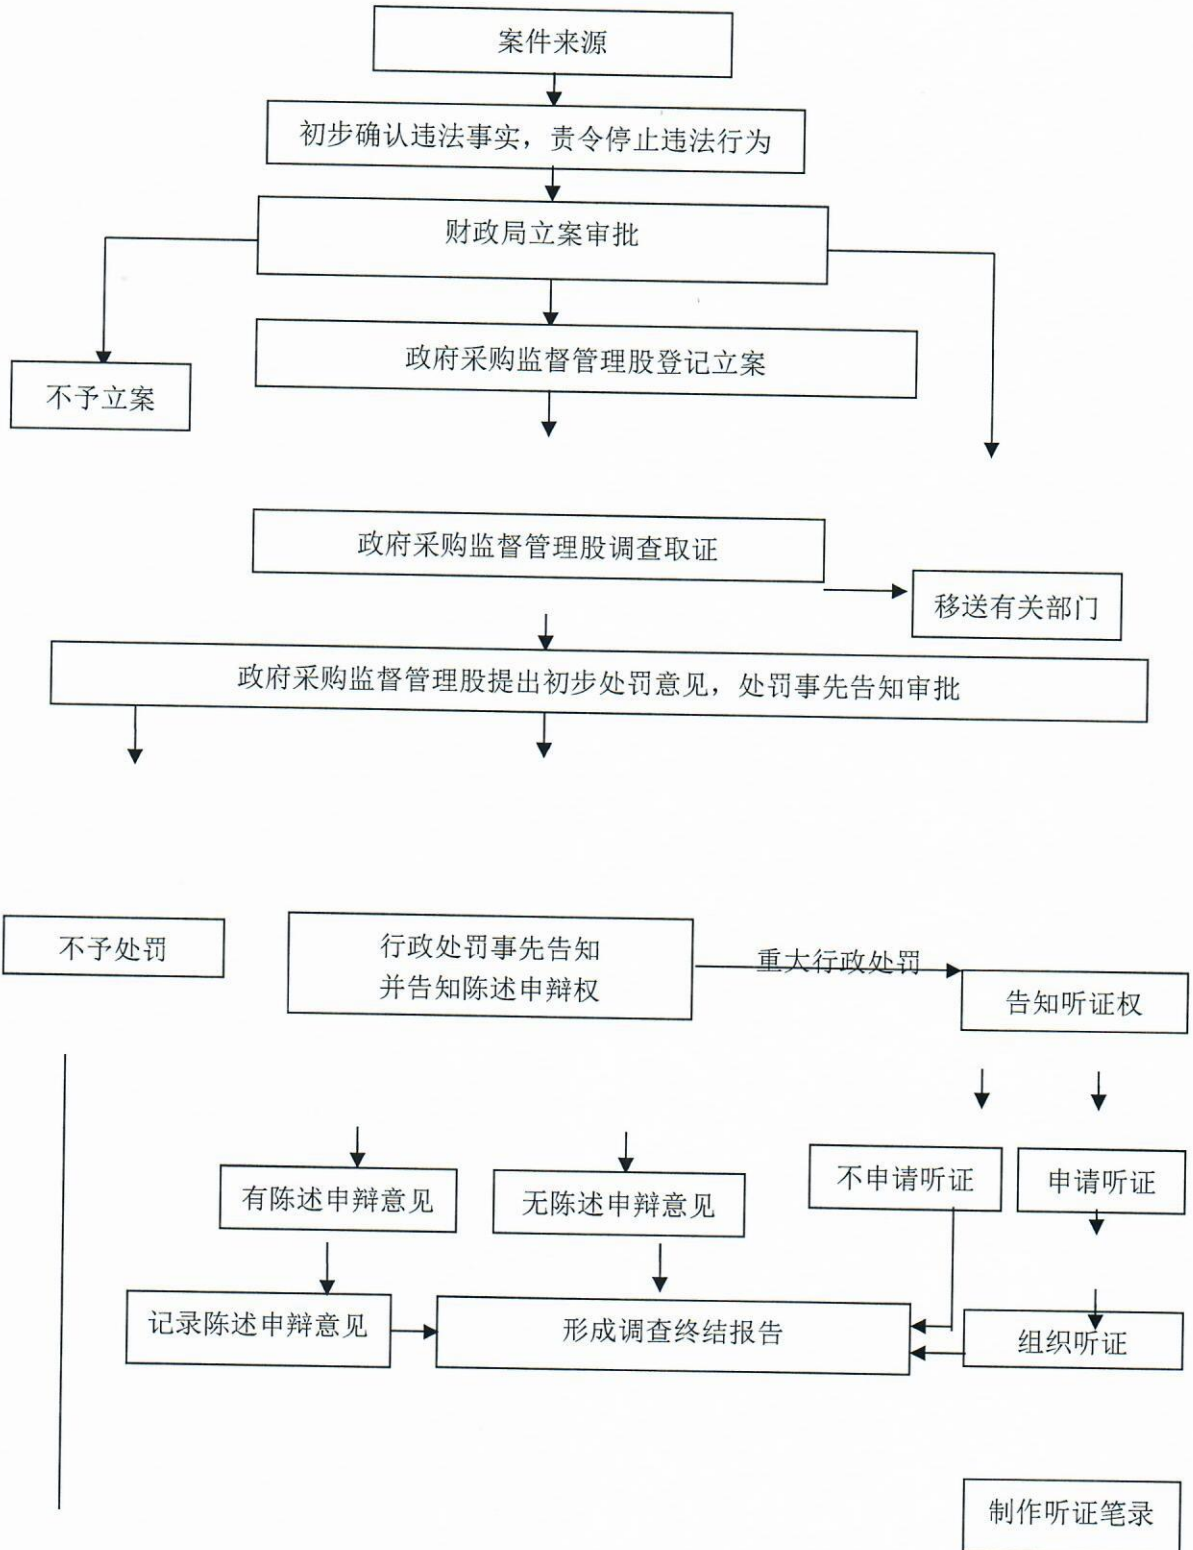 案件来源
初步确认违法事实，责令停止违法行为
财政局立案审批
政府采购监督管理股登记立案
不予立案
政府采购监督管理股调查取证
移送有关部门
政府采购监督管理股提出初步处罚意见，处罚事先告知审批
不予处罚
行政处罚事先告知
并告知陈述申辩权
重大行政处罚
告知听证权
有陈述申辩意见
无陈述申辩意见
不申请听证
申请听证
记录陈述申辩意见
形成调查终结报告
组织听证
制作听证笔录